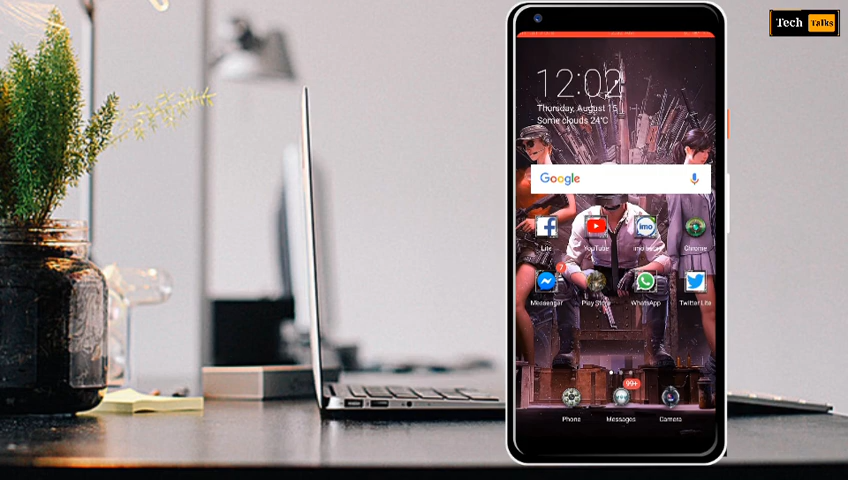 Tech Talks
12:02
Thursday, August 15
Some clouds 24°C
Google
Lite
YouTube
imo beta
Chrome
Messenger
Play Store
WhatsApp
Twitter Lite
99+
Phone
Messages
Camera